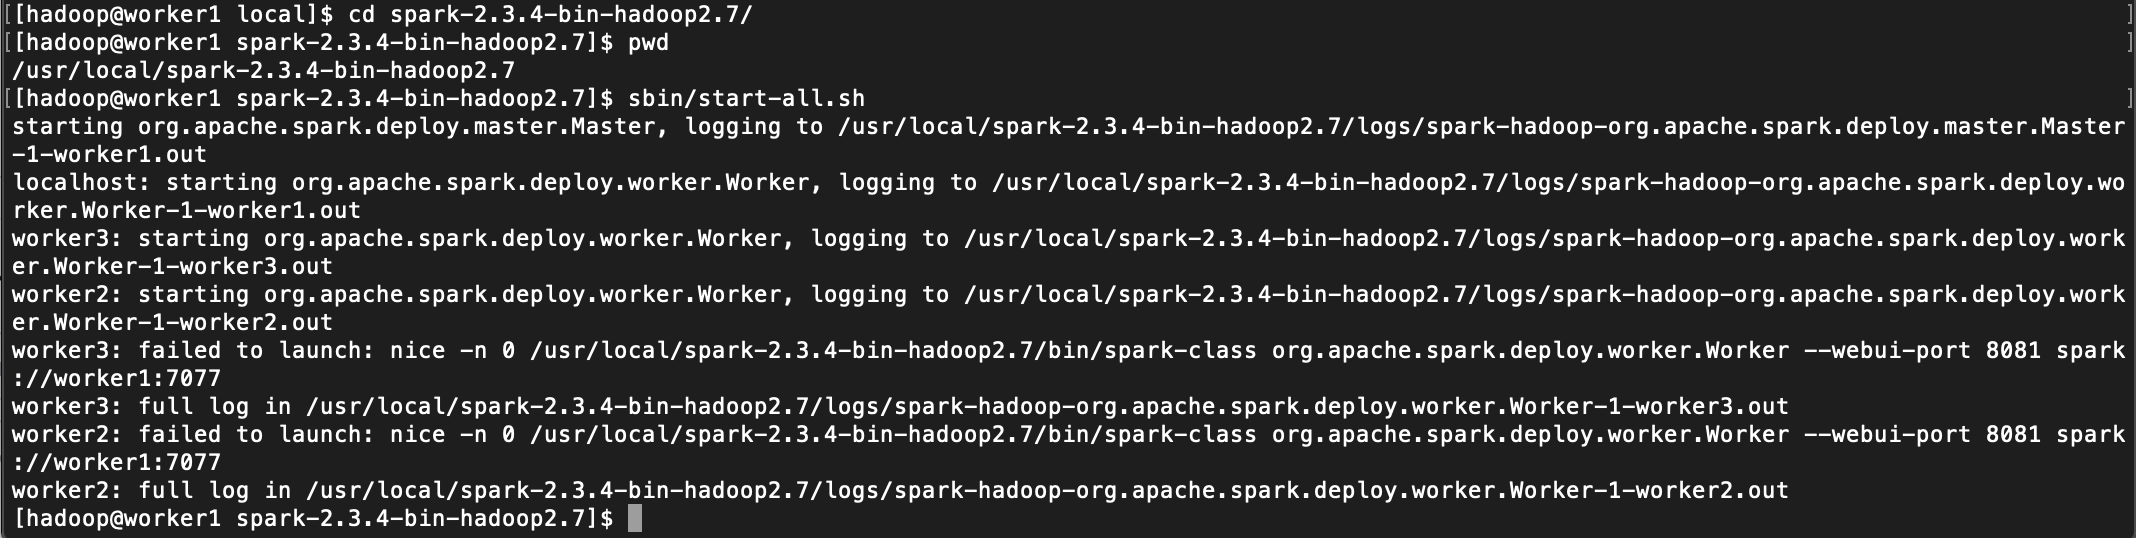 [[hadoop@worker1 local]$ cd spark-2.3.4-bin-hadoop2.7/ ]
[[hadoop@worker1 spark-2.3.4-bin-hadoop2.7]$ pwd ]
/usr/local/spark-2.3.4-bin-hadoop2.7
[[hadoop@worker1 spark-2.3.4-bin-hadoop2.7]$ sbin/start-all.sh ]
starting org.apache.spark.deploy.master.Master, logging to /usr/local/spark-2.3.4-bin-hadoop2.7/logs/spark-hadoop-org.apache.spark.deploy.master.Master
-1-worker1.out
localhost: starting org.apache.spark.deploy.worker.Worker, logging to /usr/local/spark-2.3.4-bin-hadoop2.7/logs/spark-hadoop-org.apache.spark.deploy.wo
rker.Worker-1-worker1.out
worker3: starting org.apache.spark.deploy.worker.Worker, logging to /usr/local/spark-2.3.4-bin-hadoop2.7/logs/spark-hadoop-org.apache.spark.deploy.work
er.Worker-1-worker3.out
worker2: starting org.apache.spark.deploy.worker.Worker, logging to /usr/local/spark-2.3.4-bin-hadoop2.7/logs/spark-hadoop-org.apache.spark.deploy.work
er.Worker-1-worker2.out
worker3: failed to launch: nice -n 0 /usr/local/spark-2.3.4-bin-hadoop2.7/bin/spark-class org.apache.spark.deploy.worker.Worker --webui-port 8081 spark
://worker1:7077
worker3: full log in /usr/local/spark-2.3.4-bin-hadoop2.7/logs/spark-hadoop-org.apache.spark.deploy.worker.Worker-1-worker3.out
worker2: failed to launch: nice -n 0 /usr/local/spark-2.3.4-bin-hadoop2.7/bin/spark-class org.apache.spark.deploy.worker.Worker --webui-port 8081 spark
://worker1:7077
worker2: full log in /usr/local/spark-2.3.4-bin-hadoop2.7/logs/spark-hadoop-org.apache.spark.deploy.worker.Worker-1-worker2.out
[hadoop@worker1 spark-2.3.4-bin-hadoop2.7]$